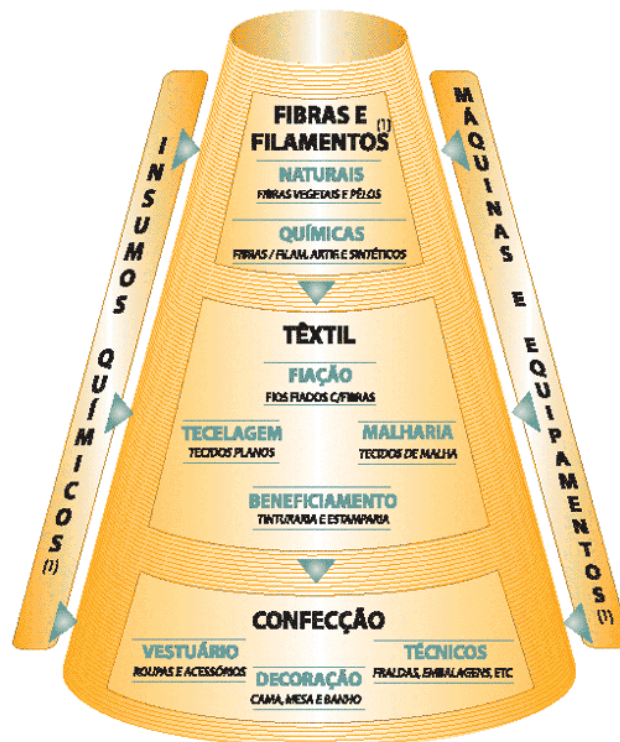 INSUMOS QUÍMICOS (1)
MÁQUINAS E EQUIPAMENTOS (1)
FIBRAS E
FILAMENTOS (1)
NATURAIS
FIBRAS VEGETAIS E PÊLOS
QUÍMICAS
FIBRAS / FILAM. ARTIF. E SINTÉTICOS
TÊXTIL
FIAÇÃO
FIOS FIADOS C/FIBRAS
TECELAGEM
TECIDOS PLANOS
MALHARIA
TECIDOS DE MALHA
BENEFICIAMENTO
TINTURARIA E ESTAMPARIA
CONFECÇÃO
VESTUÁRIO
ROUPAS E ACESSÓRIOS
DECORAÇÃO
CAMA, MESA E BANHO
TÉCNICOS
FRALDAS, EMBALAGENS, ETC